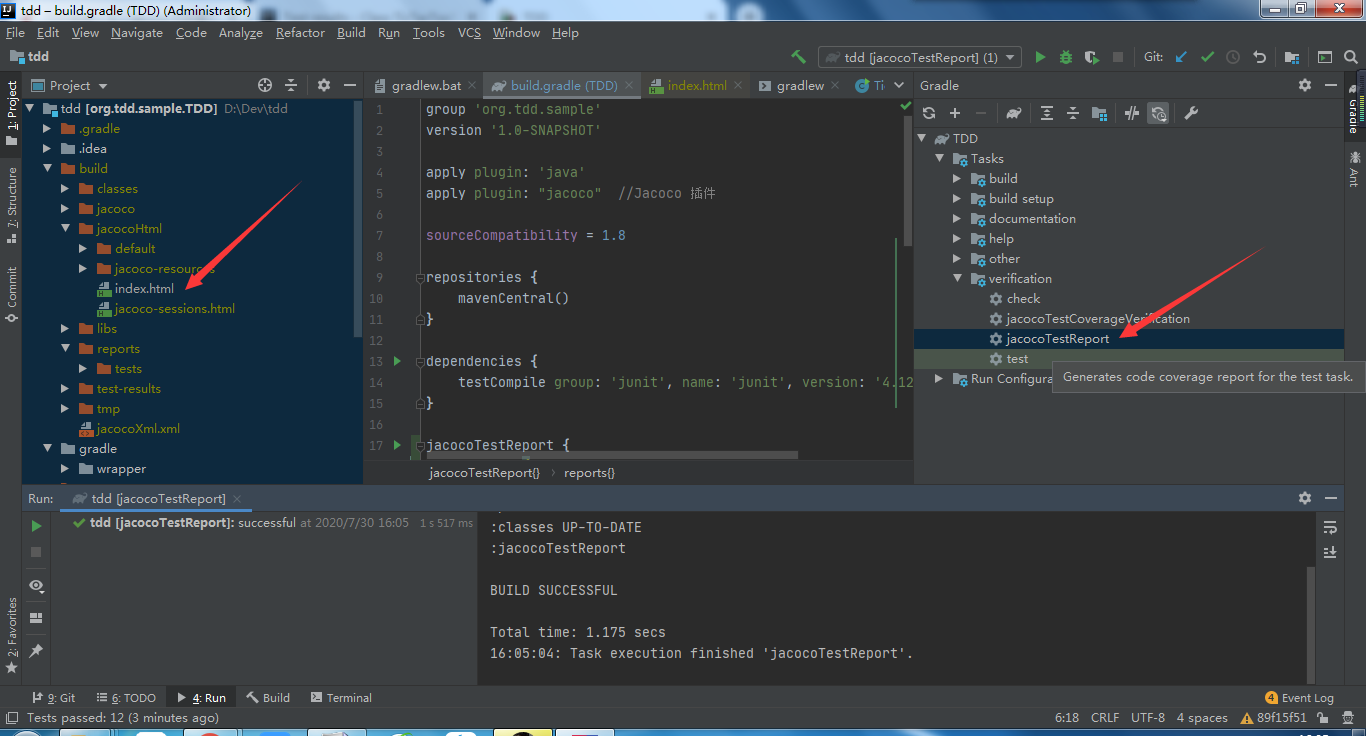 tdd – build.gradle (TDD) (Administrator)
File Edit View Navigate Code Analyze Refactor Build Run Tools VCS Window Help
tdd
tdd [jacocoTestReport] (1)
Git:
1: Project
7: Structure
Commit
2: Favorites
Project
tdd [org.tdd.sample.TDD] D:\Dev\tdd
.gradle
.idea
build
classes
jacoco
jacocoHtml
default
jacoco-resources
index.html
jacoco-sessions.html
libs
reports
tests
test-results
tmp
jacocoXml.xml
gradle
wrapper
gradlew.bat
build.gradle (TDD)
index.html
gradlew
Ti
1 group 'org.tdd.sample'
2 version '1.0-SNAPSHOT'
3
4 apply plugin: 'java'
5 apply plugin: "jacoco" //Jacoco 插件
6
7 sourceCompatibility = 1.8
8
9 repositories {
10 mavenCentral()
11 }
12
13 dependencies {
14 testCompile group: 'junit', name: 'junit', version: '4.12
15 }
16
17 jacocoTestReport {
jacocoTestReport{} › reports{}
Gradle
TDD
Tasks
build
build setup
documentation
help
other
verification
check
jacocoTestCoverageVerification
jacocoTestReport
test
Run Configura
Generates code coverage report for the test task.
Gradle
Ant
Run:
tdd [jacocoTestReport]
tdd [jacocoTestReport]: successful at 2020/7/30 16:05 1 s 517 ms
:classes UP-TO-DATE
:jacocoTestReport
BUILD SUCCESSFUL
Total time: 1.175 secs
16:05:04: Task execution finished 'jacocoTestReport'.
9: Git
6: TODO
4: Run
Build
Terminal
4 Event Log
Tests passed: 12 (3 minutes ago)
6:18 CRLF UTF-8 4 spaces 89f15f51